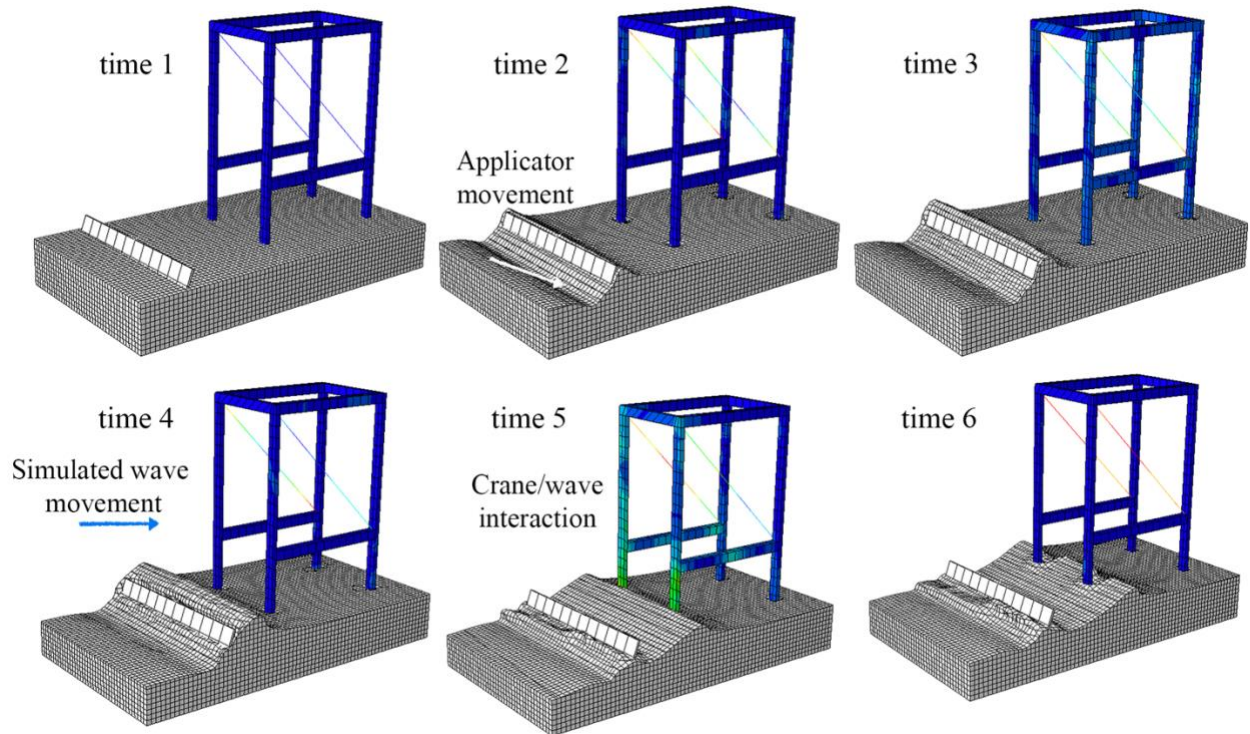 time 1
time 2
time 3
Applicator
movement
time 4
time 5
time 6
Simulated wave
movement
Crane/wave
interaction